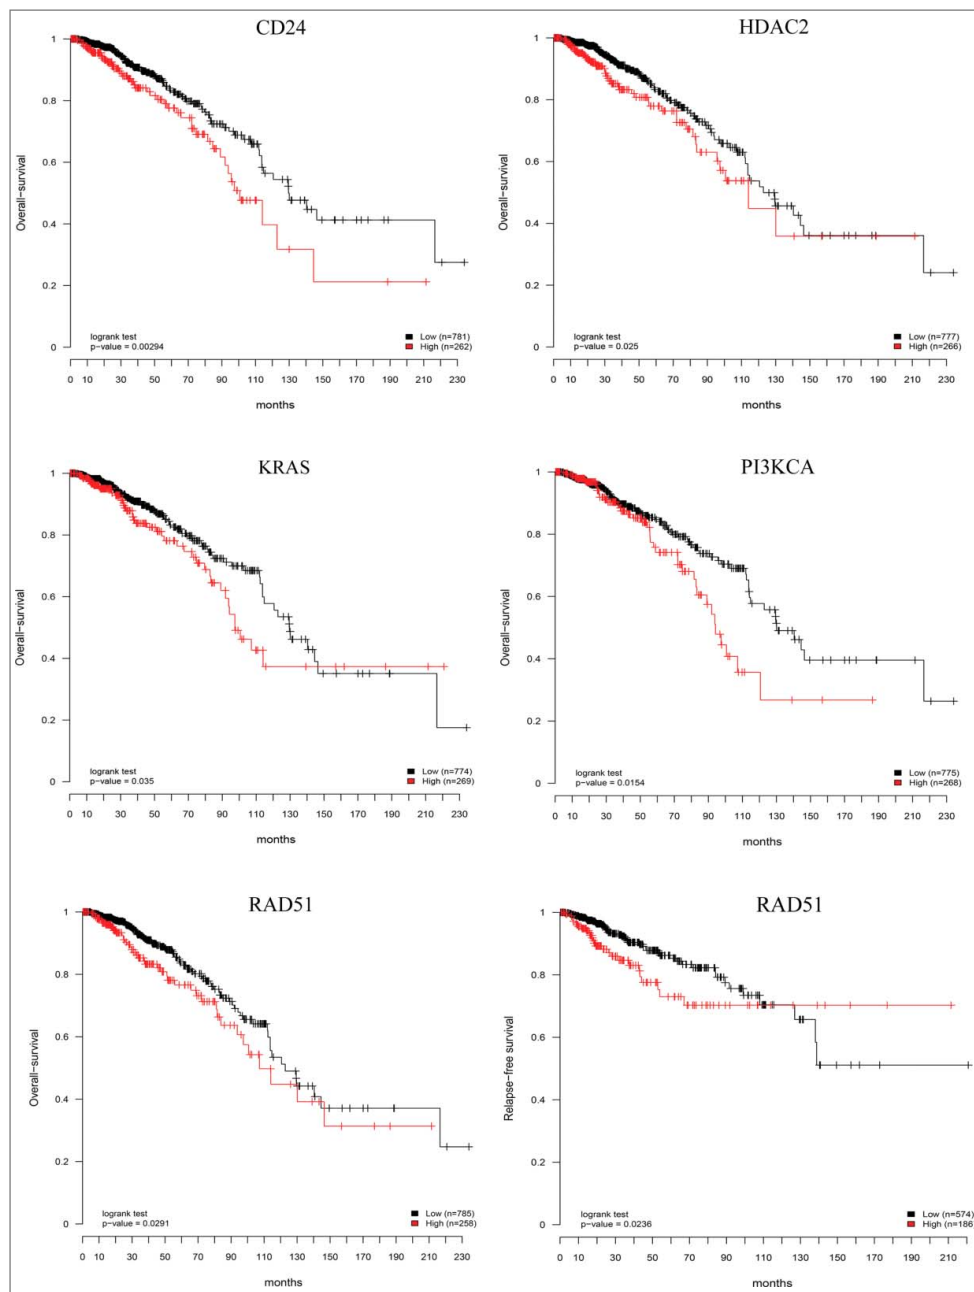 CD24
Overall-survival
1
0.8
0.6
0.4
0.2
0
logrank test
p-value = 0.00294
Low (n=781)
High (n=262)
0 10 30 50 70 90 110 130 150 170 190 210 230
months
HDAC2
Overall-survival
1
0.8
0.6
0.4
0.2
0
logrank test
p-value = 0.025
Low (n=777)
High (n=266)
0 10 30 50 70 90 110 130 150 170 190 210 230
months
KRAS
Overall-survival
1
0.8
0.6
0.4
0.2
0
logrank test
p-value = 0.035
Low (n=774)
High (n=269)
0 10 30 50 70 90 110 130 150 170 190 210 230
months
PI3KCA
Overall-survival
1
0.8
0.6
0.4
0.2
0
logrank test
p-value = 0.0154
Low (n=775)
High (n=268)
0 10 30 50 70 90 110 130 150 170 190 210 230
months
RAD51
Overall-survival
1
0.8
0.6
0.4
0.2
0
logrank test
p-value = 0.0291
Low (n=785)
High (n=258)
0 10 30 50 70 90 110 130 150 170 190 210 230
months
RAD51
Relapse-free survival
1
0.8
0.6
0.4
0.2
0
logrank test
p-value = 0.0236
Low (n=574)
High (n=186
0 10 30 50 70 90 110 130 150 170 190 210
months